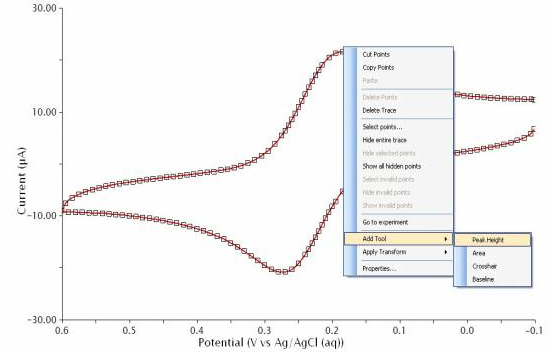 30.00
10.00
-10.00
-30.00
Current (µA)
0.6
0.5
0.4
0.3
0.2
0.1
0.0
-0.1
Potential (V vs Ag/AgCl (aq))
Cut Points
Copy Points
Paste
Delete Points
Delete Trace
Select points...
Hide entire trace
Hide selected points
Show all hidden points
Select invalid points
Hide invalid points
Show invalid points
Go to experiment
Add Tool
Apply Transform
Properties...
Peak Height
Area
Crosshair
Baseline